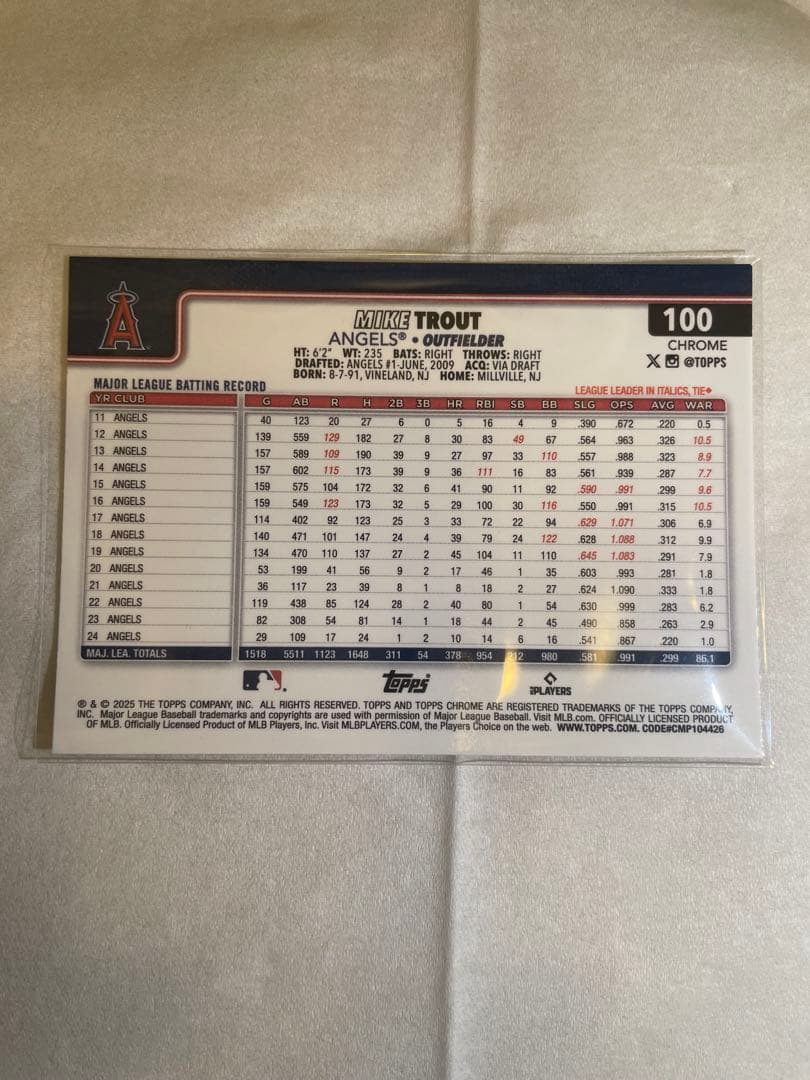 A
MIKE TROUT
ANGELS® • OUTFIELDER
100
CHROME
X @TOPPS
HT: 6'2" WT: 235 BATS: RIGHT THROWS: RIGHT
DRAFTED: ANGELS #1-JUNE, 2009 ACQ: VIA DRAFT
BORN: 8-7-91, VINELAND, NJ HOME: MILLVILLE, NJ
MAJOR LEAGUE BATTING RECORD
LEAGUE LEADER IN ITALICS, TIE◆
YR CLUB G AB R H 2B 3B HR RBI SB BB SLG OPS AVG WAR
11 ANGELS 40 123 20 27 6 0 5 16 4 9 .390 .672 .220 0.5
12 ANGELS 139 559 129 182 27 8 30 83 49 67 .564 .963 .326 10.5
13 ANGELS 157 589 109 190 39 9 27 97 33 110 .557 .988 .323 8.9
14 ANGELS 157 602 115 173 39 9 36 111 16 83 .561 .939 .287 7.7
15 ANGELS 159 575 104 172 32 6 41 90 11 92 .590 .991 .299 9.6
16 ANGELS 159 549 123 173 32 5 29 100 30 116 .550 .991 .315 10.5
17 ANGELS 114 402 92 123 25 3 33 72 22 94 .629 1.071 .306 6.9
18 ANGELS 140 471 101 147 24 4 39 79 24 122 .628 1.088 .312 9.9
19 ANGELS 134 470 110 137 27 2 45 104 11 110 .645 1.083 .291 7.9
20 ANGELS 53 199 41 56 9 2 17 46 1 35 .603 .993 .281 1.8
21 ANGELS 36 117 23 39 8 1 8 18 2 27 .624 1.090 .333 1.8
22 ANGELS 119 438 85 124 28 2 40 80 1 54 .630 .999 .283 6.2
23 ANGELS 82 308 54 81 14 1 18 44 2 45 .490 .858 .263 2.9
24 ANGELS 29 109 17 24 1 2 10 14 6 16 .541 .867 .220 1.0
MAJ. LEA. TOTALS 1518 5511 1123 1648 311 54 378 954 212 980 .581 .991 .299 86.1
topps
PLAYERS
® & © 2025 THE TOPPS COMPANY, INC. ALL RIGHTS RESERVED. TOPPS AND TOPPS CHROME ARE REGISTERED TRADEMARKS OF THE TOPPS COMPANY,
INC. Major League Baseball trademarks and copyrights are used with permission of Major League Baseball. Visit MLB.com. OFFICIALLY LICENSED PRODUCT
OF MLB. Officially Licensed Product of MLB Players, Inc. Visit MLBPLAYERS.COM, the Players Choice on the web. WWW.TOPPS.COM. CODE#CMP104426